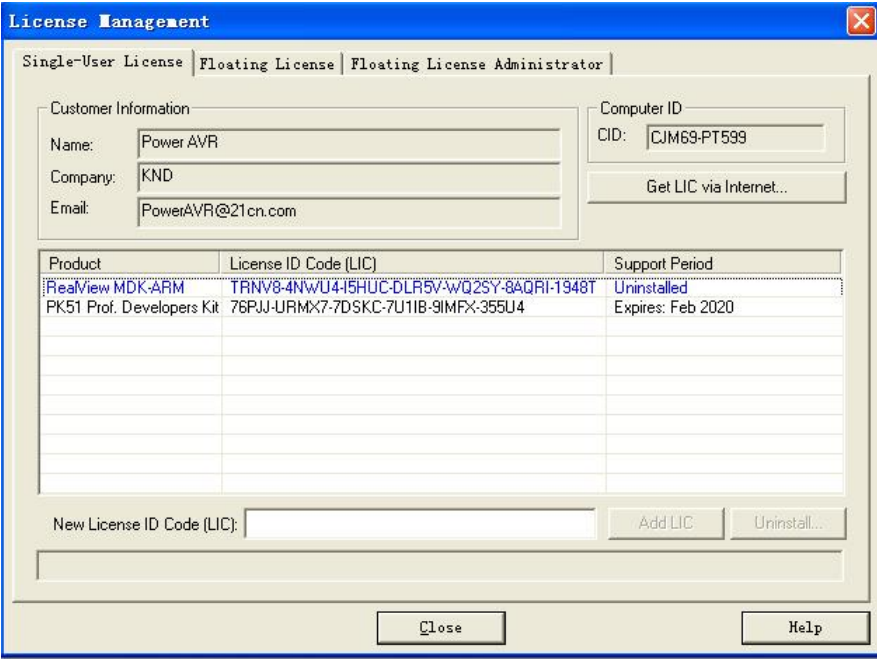 License Management
Single-User License Floating License Floating License Administrator
Customer Information
Name: Power AVR
Company: KND
Email: PowerAVR@21cn.com
Computer ID
CID: CJM69-PT599
Get LIC via Internet...
Product License ID Code (LIC) Support Period
RealView MDK-ARM TRNV8-4NWU4-I5HUC-DLR5V-WQ2SY-8AQRI-1948T Uninstalled
PK51 Prof. Developers Kit 76PJJ-URMX7-7DSKC-7U1IB-9IMFX-355U4 Expires: Feb 2020
New License ID Code (LIC): Add LIC Uninstall...
Close Help